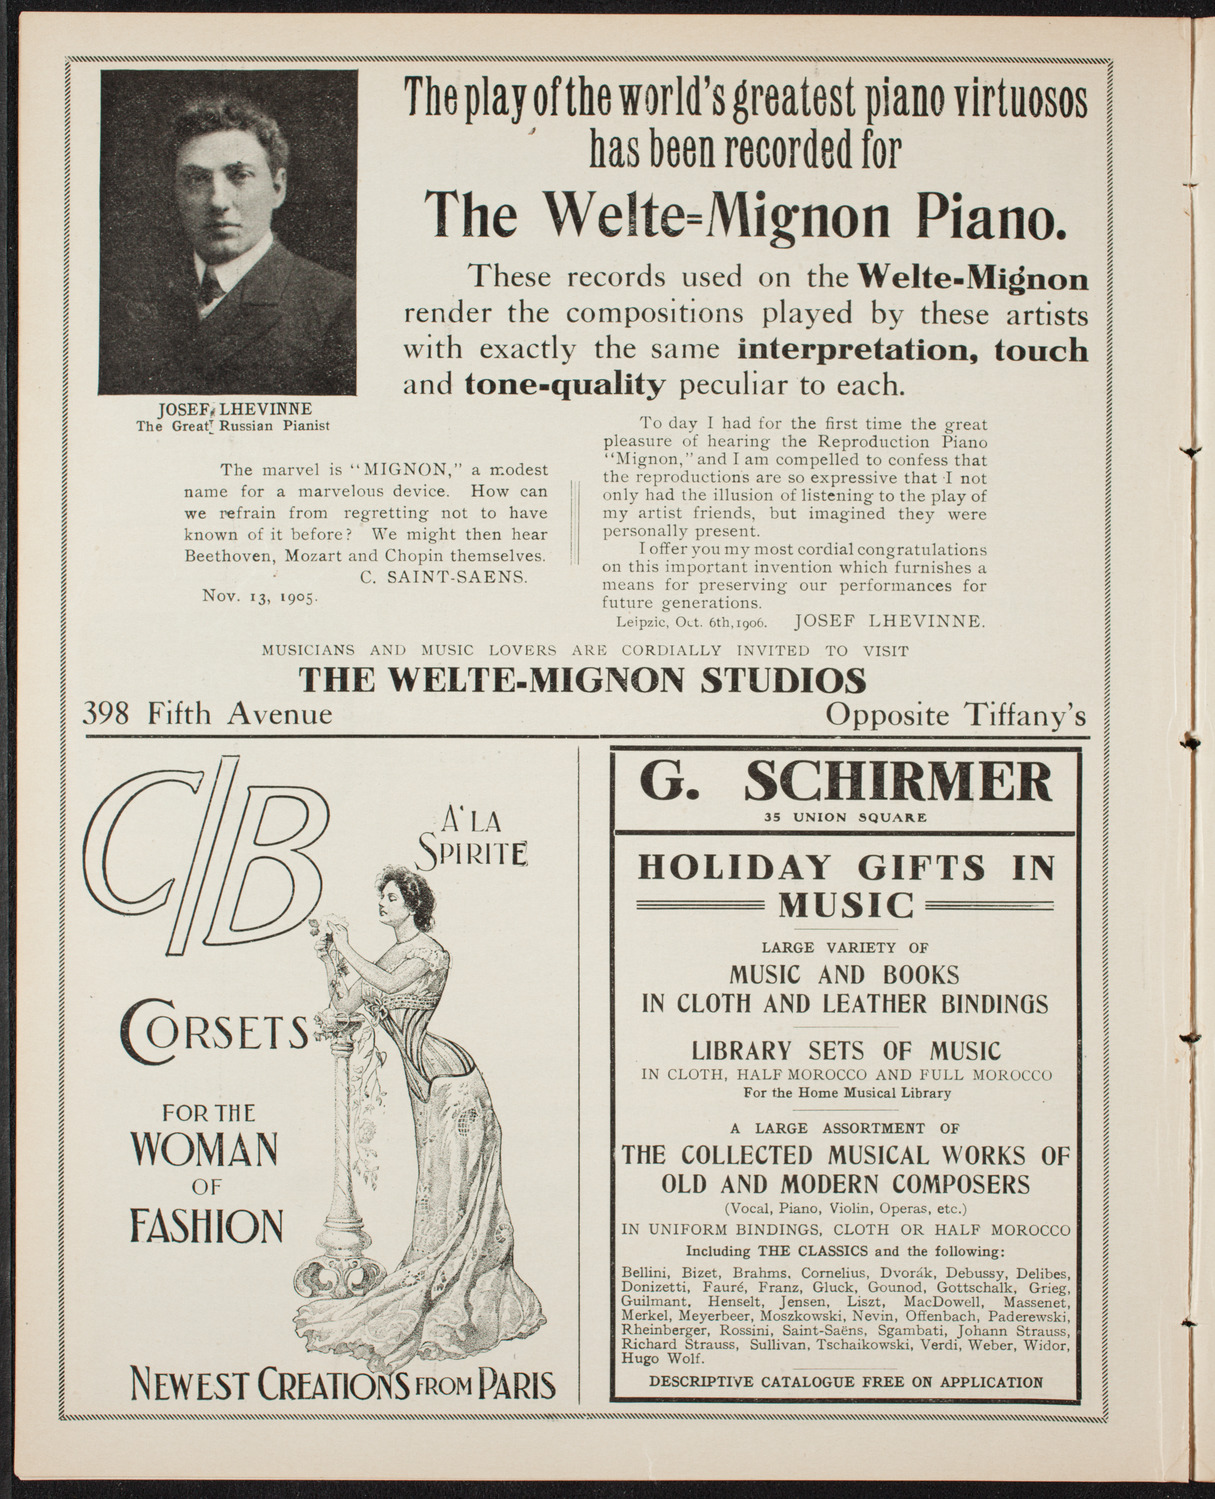 The play of the world's greatest piano virtuosos
has been recorded for
The Welte-Mignon Piano.
These records used on the Welte-Mignon
render the compositions played by these artists
with exactly the same interpretation, touch
and tone-quality peculiar to each.
JOSEF LHEVINNE
The Great Russian Pianist
The marvel is "MIGNON," a modest
name for a marvelous device. How can
we refrain from regretting not to have
known of it before? We might then hear
Beethoven, Mozart and Chopin themselves.
C. SAINT-SAENS.
Nov. 13, 1905.
To day I had for the first time the great
pleasure of hearing the Reproduction Piano
"Mignon," and I am compelled to confess that
the reproductions are so expressive that I not
only had the illusion of listening to the play of
my artist friends, but imagined they were
personally present.
I offer you my most cordial congratulations
on this important invention which furnishes a
means for preserving our performances for
future generations.
Leipzic, Oct. 6th, 1906. JOSEF LHEVINNE.
MUSICIANS AND MUSIC LOVERS ARE CORDIALLY INVITED TO VISIT
THE WELTE-MIGNON STUDIOS
398 Fifth Avenue Opposite Tiffany's
C/B
A' LA
SPIRITE
CORSETS
FOR THE
WOMAN
OF
FASHION
NEWEST CREATIONS FROM PARIS
G. SCHIRMER
35 UNION SQUARE
HOLIDAY GIFTS IN
MUSIC
LARGE VARIETY OF
MUSIC AND BOOKS
IN CLOTH AND LEATHER BINDINGS
LIBRARY SETS OF MUSIC
IN CLOTH, HALF MOROCCO AND FULL MOROCCO
For the Home Musical Library
A LARGE ASSORTMENT OF
THE COLLECTED MUSICAL WORKS OF
OLD AND MODERN COMPOSERS
(Vocal, Piano, Violin, Operas, etc.)
IN UNIFORM BINDINGS, CLOTH OR HALF MOROCCO
Including THE CLASSICS and the following:
Bellini, Bizet, Brahms, Cornelius, Dvorák, Debussy, Delibes,
Donizetti, Fauré, Franz, Gluck, Gounod, Gottschalk, Grieg,
Guilmant, Henselt, Jensen, Liszt, MacDowell, Massenet,
Merkel, Meyerbeer, Moszkowski, Nevin, Offenbach, Paderewski,
Rheinberger, Rossini, Saint-Saëns, Sgambati, Johann Strauss,
Richard Strauss, Sullivan, Tschaikowski, Verdi, Weber, Widor,
Hugo Wolf.
DESCRIPTIVE CATALOGUE FREE ON APPLICATION